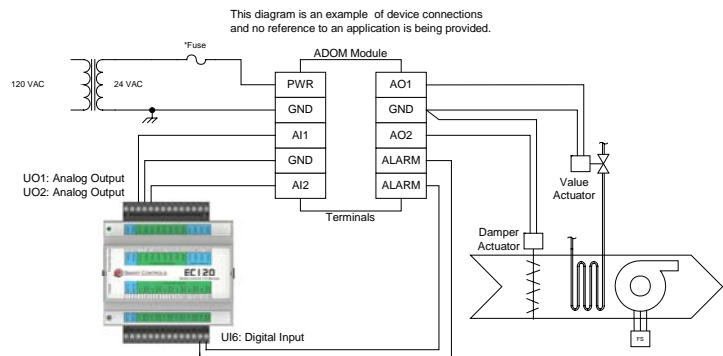 This diagram is an example of device connections
and no reference to an application is being provided.
*Fuse
ADOM Module
120 VAC
24 VAC
PWR
GND
AI1
GND
AI2
AO1
GND
AO2
ALARM
ALARM
Terminals
UO1: Analog Output
UO2: Analog Output
SMART CONTROLS
EC120
UI6: Digital Input
Value
Actuator
Damper
Actuator
FS